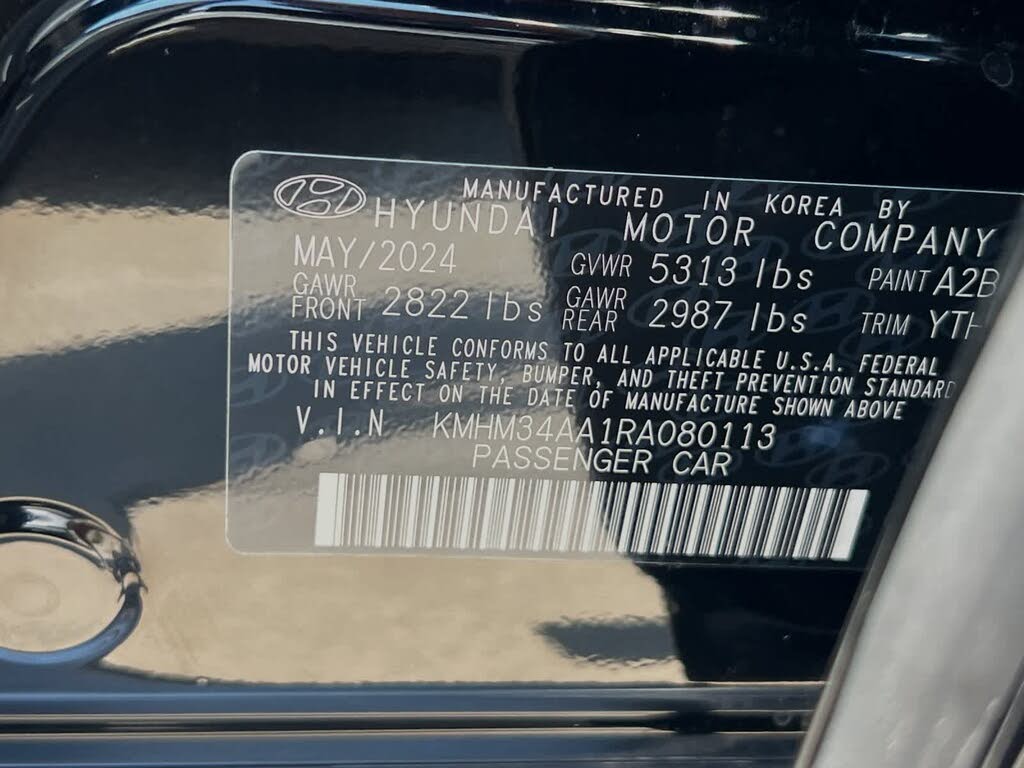 MANUFACTURED IN KOREA BY
HYUNDAI MOTOR COMPANY
MAY/2024 GVWR 5313 lbs PAINT A2B
GAWR FRONT 2822 lbs GAWR REAR 2987 lbs TRIM
THIS VEHICLE CONFORMS TO ALL APPLICABLE U.S.A. FEDERAL
MOTOR VEHICLE SAFETY, BUMPER, AND THEFT PREVENTION STANDARD
IN EFFECT ON THE DATE OF MANUFACTURE SHOWN ABOVE
V.I.N KMHM34AA1RA080113
PASSENGER CAR